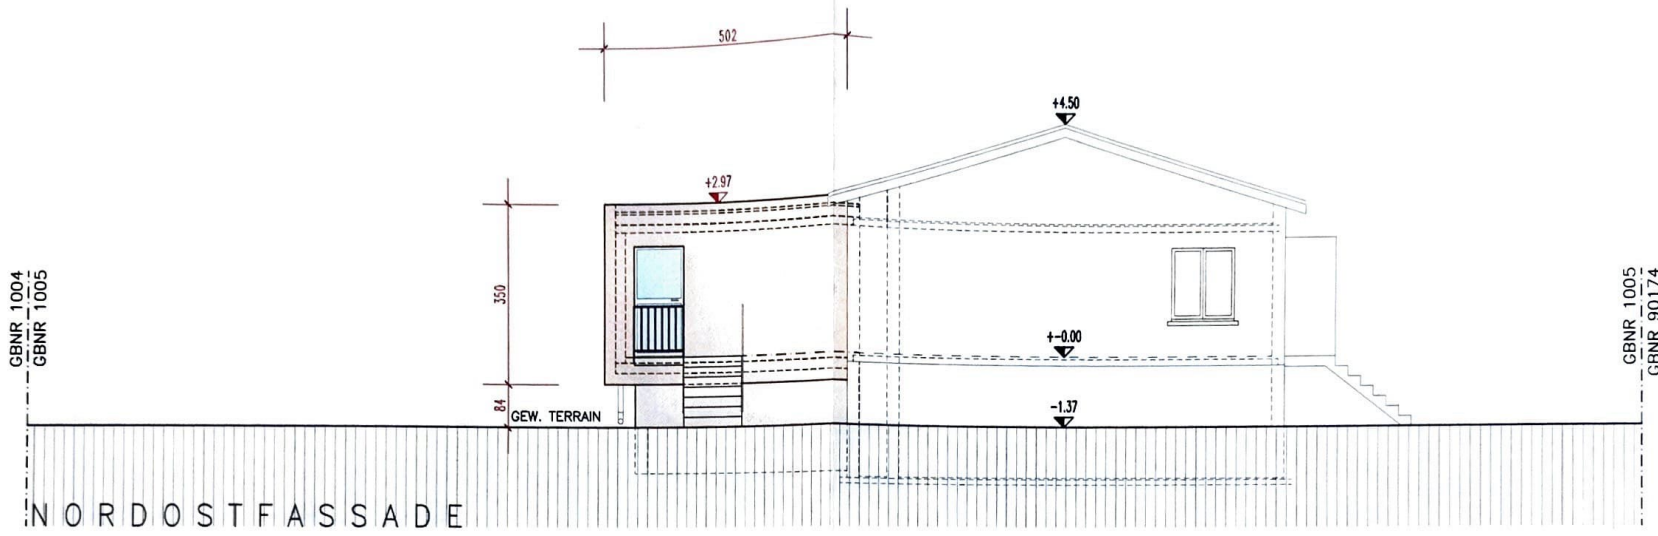 502
+4.50
+2.97
GBNR 1004
GBNR 1005
350
GBNR 1005
GBNR 90174
+-0.00
84
GEW. TERRAIN
-1.37
NORDOSTFASSADE